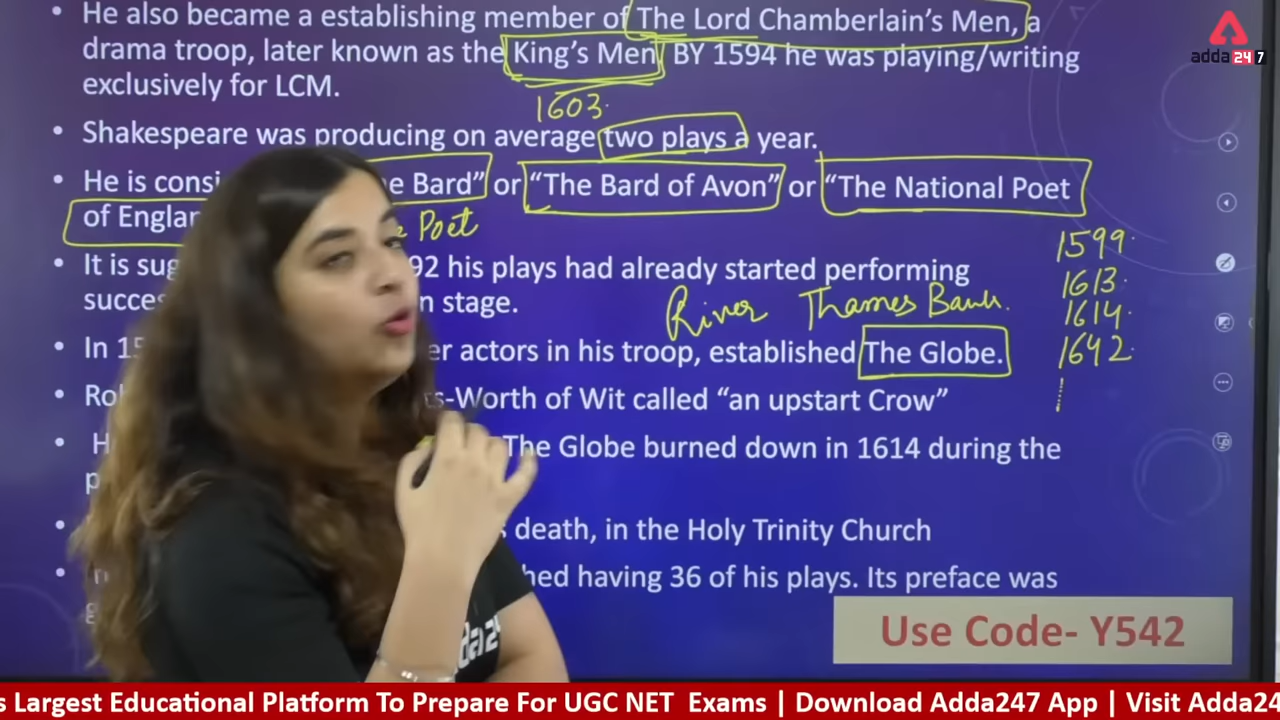 • He also became a establishing member of The Lord Chamberlain’s Men, a
drama troop, later known as the King’s Men. BY 1594 he was playing/writing
exclusively for LCM.
1603.
• Shakespeare was producing on average two plays a year.
• He is consi e Bard” or “The Bard of Avon” or “The National Poet
of Englan
Poet
• It is sug 92 his plays had already started performing
succe n stage.
River Thames Bank.
1599.
1613.
1614.
1642.
• In 15 er actors in his troop, established The Globe.
• Ro ts-Worth of Wit called “an upstart Crow”
• H The Globe burned down in 1614 during the
p
• s death, in the Holy Trinity Church
• hed having 36 of his plays. Its preface was
adda247
adda24
Use Code- Y542
s Largest Educational Platform To Prepare For UGC NET Exams | Download Adda247 App | Visit Adda24